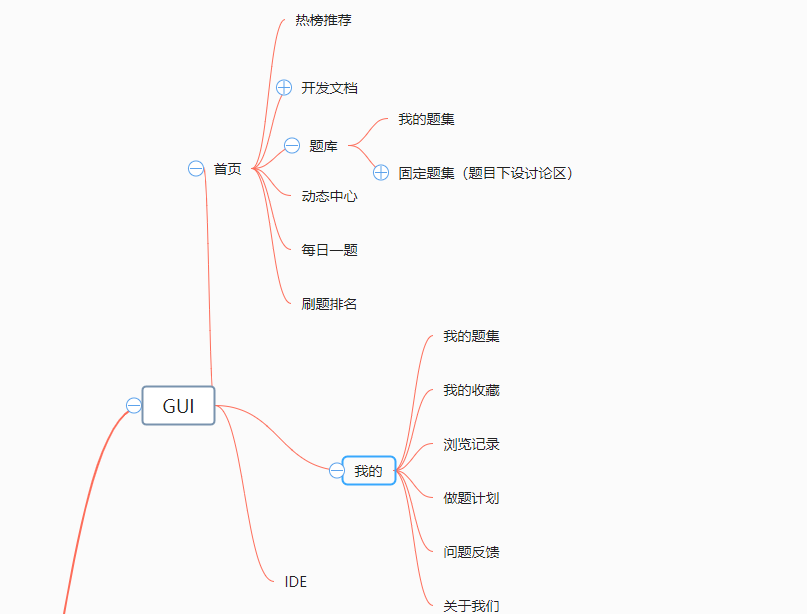 热榜推荐
开发文档
我的题集
题库
首页
固定题集（题目下设讨论区）
动态中心
每日一题
刷题排名
我的题集
我的收藏
GUI
浏览记录
我的
做题计划
问题反馈
IDE
关于我们